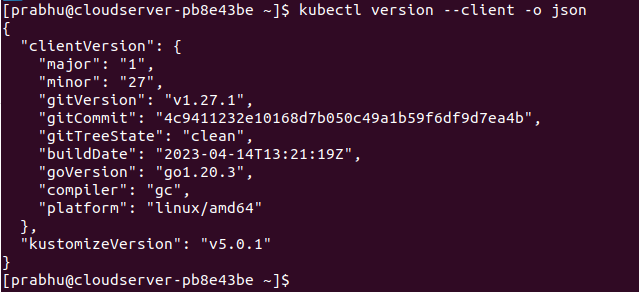 [prabhu@cloudserver-pb8e43be ~]$ kubectl version --client -o json
{
  "clientVersion": {
    "major": "1",
    "minor": "27",
    "gitVersion": "v1.27.1",
    "gitCommit": "4c9411232e10168d7b050c49a1b59f6df9d7ea4b",
    "gitTreeState": "clean",
    "buildDate": "2023-04-14T13:21:19Z",
    "goVersion": "go1.20.3",
    "compiler": "gc",
    "platform": "linux/amd64"
  },
  "kustomizeVersion": "v5.0.1"
}
[prabhu@cloudserver-pb8e43be ~]$